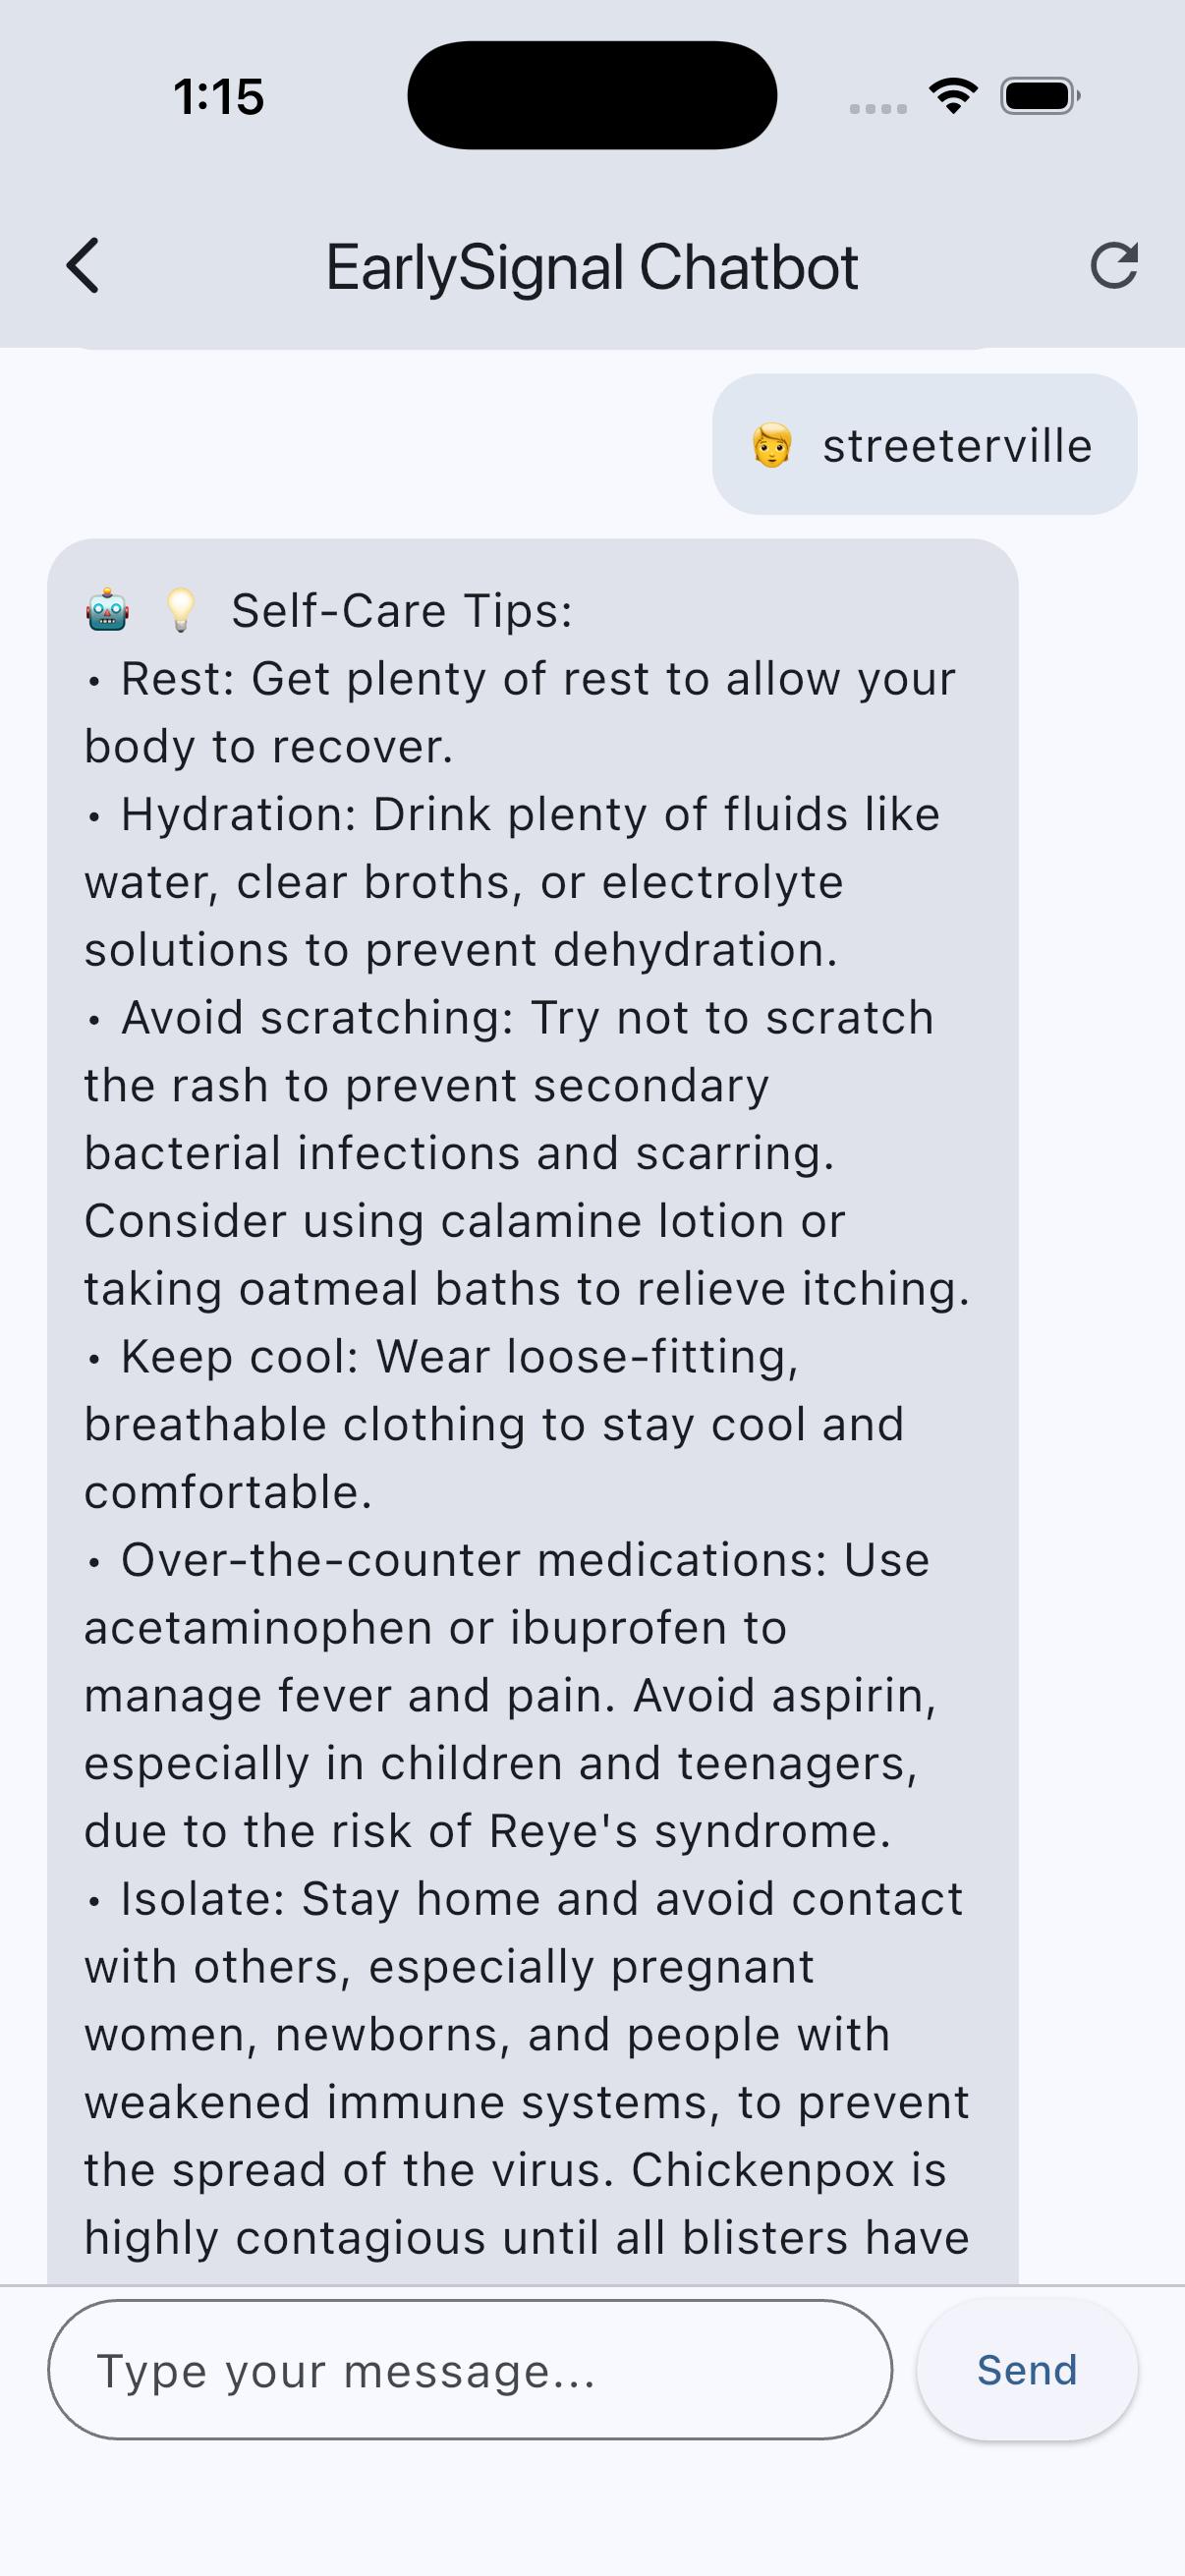 1:15
EarlySignal Chatbot
🧑 streeterville
🤖 💡 Self-Care Tips:
• Rest: Get plenty of rest to allow your
body to recover.
• Hydration: Drink plenty of fluids like
water, clear broths, or electrolyte
solutions to prevent dehydration.
• Avoid scratching: Try not to scratch
the rash to prevent secondary
bacterial infections and scarring.
Consider using calamine lotion or
taking oatmeal baths to relieve itching.
• Keep cool: Wear loose-fitting,
breathable clothing to stay cool and
comfortable.
• Over-the-counter medications: Use
acetaminophen or ibuprofen to
manage fever and pain. Avoid aspirin,
especially in children and teenagers,
due to the risk of Reye's syndrome.
• Isolate: Stay home and avoid contact
with others, especially pregnant
women, newborns, and people with
weakened immune systems, to prevent
the spread of the virus. Chickenpox is
highly contagious until all blisters have
Type your message...
Send